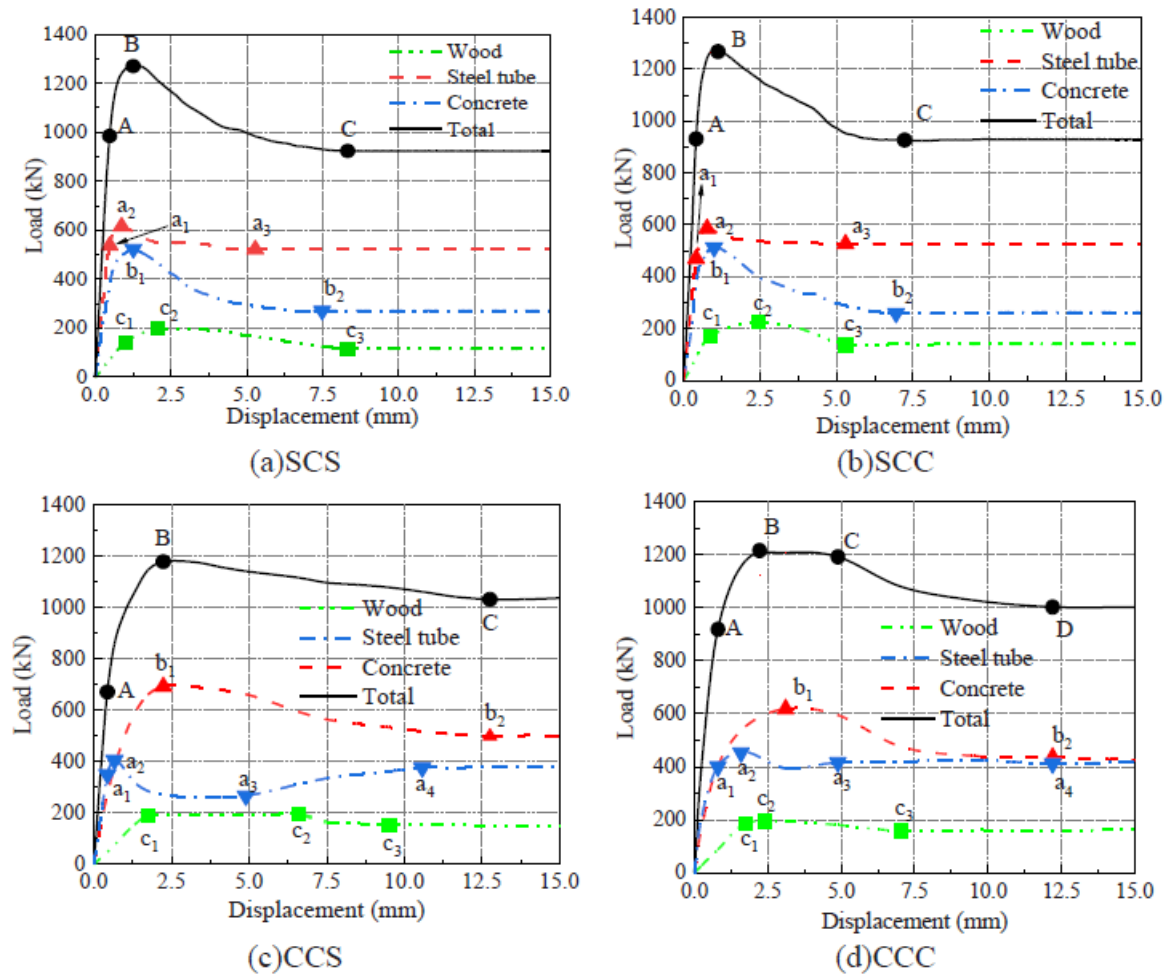 1400
1200
1000
800
600
400
200
0
Load (kN)
0.0 2.5 5.0 7.5 10.0 12.5 15.0
Displacement (mm)
B
A
C
a₂
a₁
a₃
b₁
b₂
c₁
c₂
c₃
Wood
Steel tube
Concrete
Total
(a)SCS
1400
1200
1000
800
600
400
200
0
Load (kN)
0.0 2.5 5.0 7.5 10.0 12.5 15.0
Displacement (mm)
B
A
C
a₁
a₂
a₃
b₁
b₂
c₁
c₂
c₃
Wood
Steel tube
Concrete
Total
(b)SCC
1400
1200
1000
800
600
400
200
0
Load (kN)
0.0 2.5 5.0 7.5 10.0 12.5 15.0
Displacement (mm)
B
A
C
b₁
b₂
a₁
a₂
a₃
a₄
c₁
c₂
c₃
Wood
Steel tube
Concrete
Total
(c)CCS
1400
1200
1000
800
600
400
200
0
Load (kN)
0.0 2.5 5.0 7.5 10.0 12.5 15.0
Displacement (mm)
B
C
A
D
b₁
b₂
a₁
a₂
a₃
a₄
c₁
c₂
c₃
Wood
Steel tube
Concrete
Total
(d)CCC